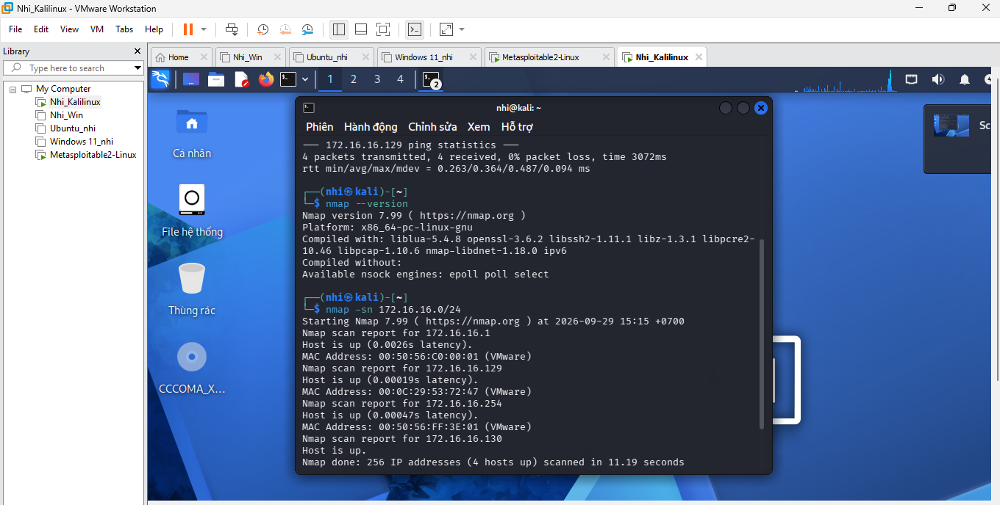 Nhi_Kalilinux - VMware Workstation
File Edit View VM Tabs Help
Library
Type here to search
My Computer
Nhi_Kalilinux
Nhi_Win
Ubuntu_nhi
Windows 11_nhi
Metasploitable2-Linux
Home Nhi_Win Ubuntu_nhi Windows 11_nhi Metasploitable2-Linux Nhi_Kalilinux
1 2 3 4 2
Cá nhân
File hệ thống
Thùng rác
CCCOMA_X...
nhi@kali: ~
Phiên Hành động Chỉnh sửa Xem Hỗ trợ
--- 172.16.16.129 ping statistics ---
4 packets transmitted, 4 received, 0% packet loss, time 3072ms
rtt min/avg/max/mdev = 0.263/0.364/0.487/0.094 ms
┌──(nhi㉿kali)-[~]
└─$ nmap --version
Nmap version 7.99 ( https://nmap.org )
Platform: x86_64-pc-linux-gnu
Compiled with: liblua-5.4.8 openssl-3.6.2 libssh2-1.11.1 libz-1.3.1 libpcre2-
10.46 libpcap-1.10.6 nmap-libdnet-1.18.0 ipv6
Compiled without:
Available nsock engines: epoll poll select
┌──(nhi㉿kali)-[~]
└─$ nmap -sn 172.16.16.0/24
Starting Nmap 7.99 ( https://nmap.org ) at 2026-09-29 15:15 +0700
Nmap scan report for 172.16.16.1
Host is up (0.0026s latency).
MAC Address: 00:50:56:C0:00:01 (VMware)
Nmap scan report for 172.16.16.129
Host is up (0.00019s latency).
MAC Address: 00:0C:29:53:72:47 (VMware)
Nmap scan report for 172.16.16.254
Host is up (0.00047s latency).
MAC Address: 00:50:56:FF:3E:01 (VMware)
Nmap scan report for 172.16.16.130
Host is up.
Nmap done: 256 IP addresses (4 hosts up) scanned in 11.19 seconds
Sc